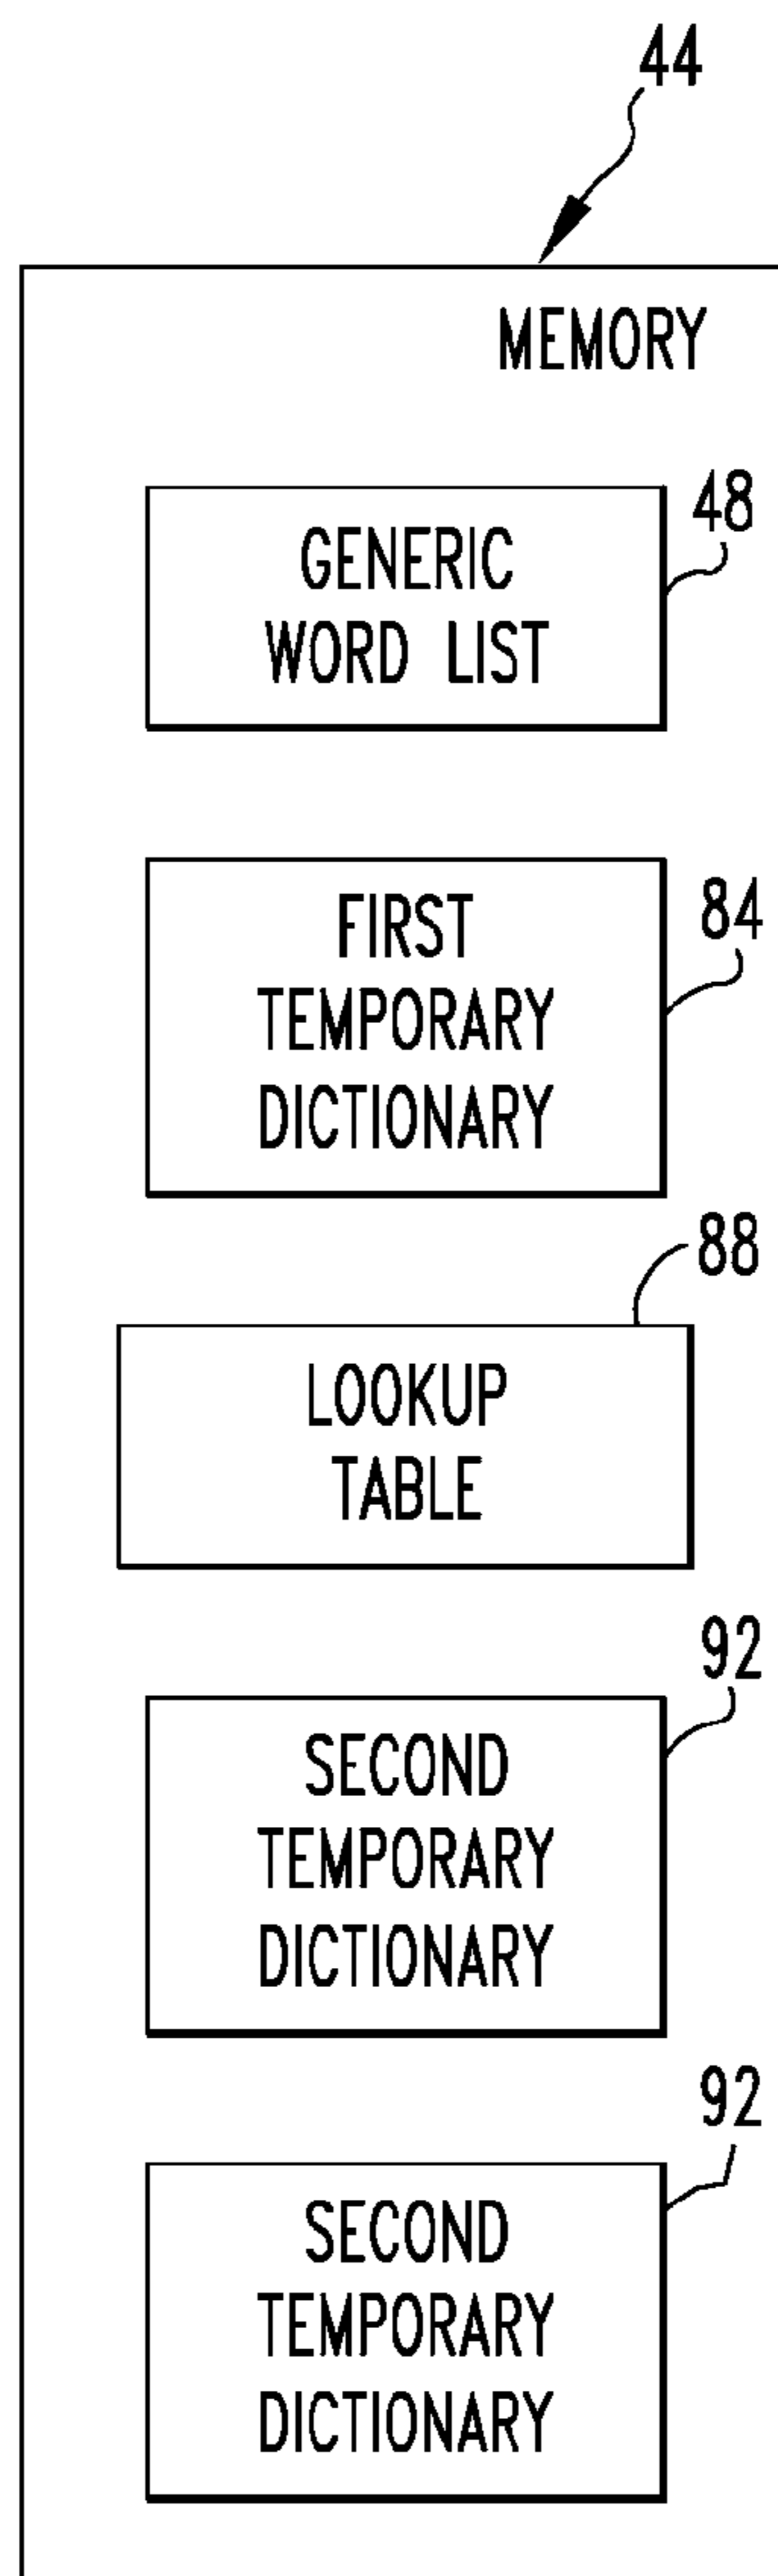 44
MEMORY
48
GENERIC
WORD LIST
84
FIRST
TEMPORARY
DICTIONARY
88
LOOKUP
TABLE
92
SECOND
TEMPORARY
DICTIONARY
92
SECOND
TEMPORARY
DICTIONARY